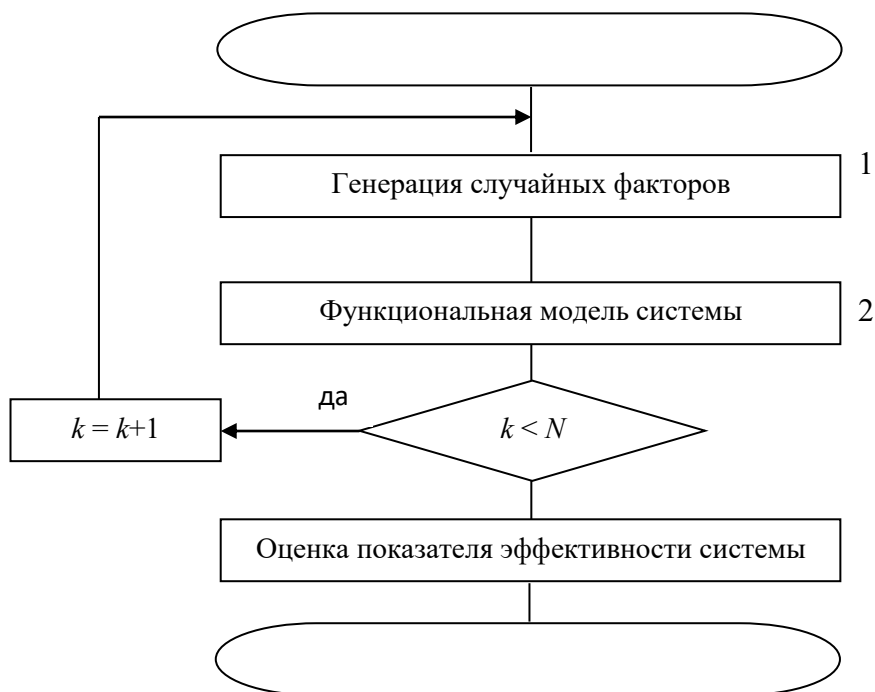 Генерация случайных факторов
1
Функциональная модель системы
2
да
k = k+1
k < N
Оценка показателя эффективности системы